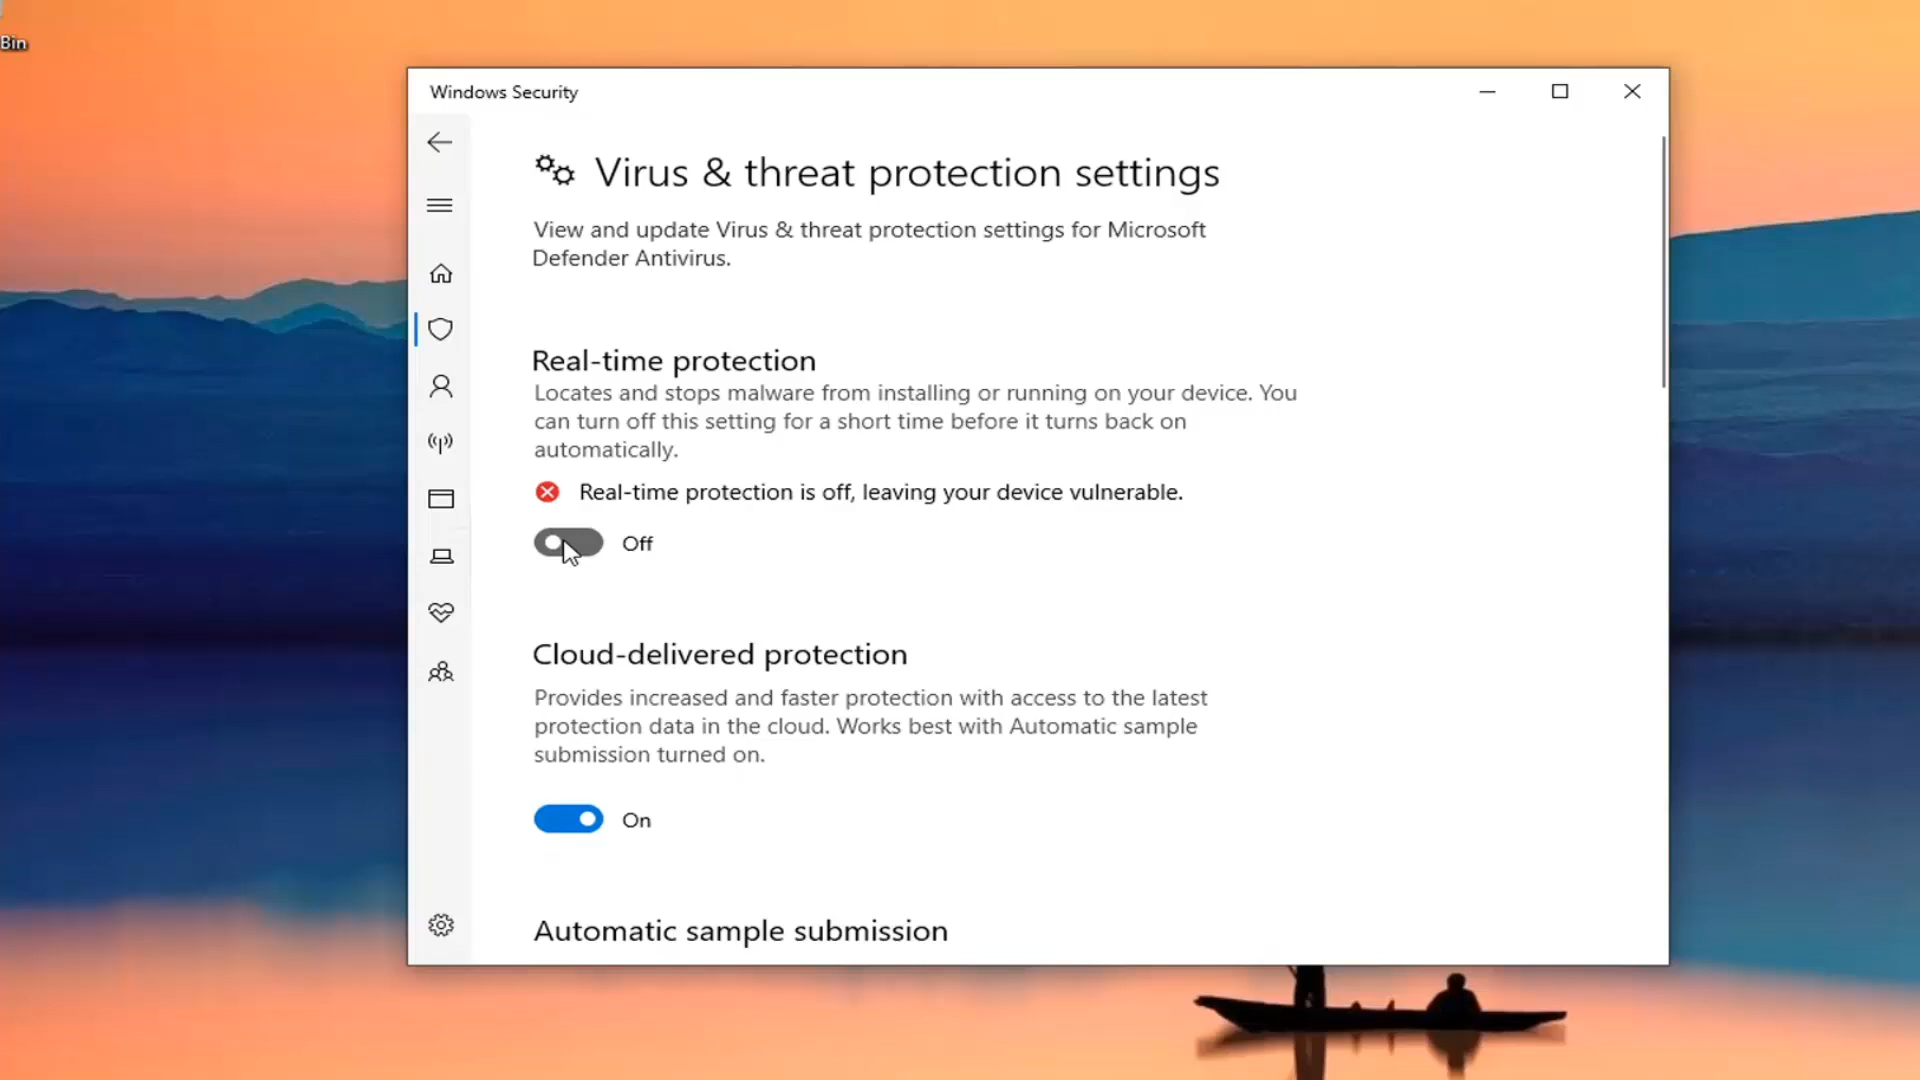 Bin
Windows Security
Virus & threat protection settings
View and update Virus & threat protection settings for Microsoft
Defender Antivirus.
Real-time protection
Locates and stops malware from installing or running on your device. You
can turn off this setting for a short time before it turns back on
automatically.
Real-time protection is off, leaving your device vulnerable.
Off
Cloud-delivered protection
Provides increased and faster protection with access to the latest
protection data in the cloud. Works best with Automatic sample
submission turned on.
On
Automatic sample submission